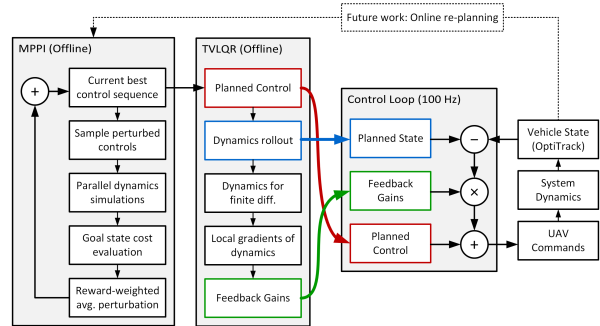 Future work: Online re-planning
MPPI (Offline)
Current best
control sequence
+
Sample perturbed
controls
Parallel dynamics
simulations
Goal state cost
evaluation
Reward-weighted
avg. perturbation
TVLQR (Offline)
Planned Control
Dynamics rollout
Dynamics for
finite diff.
Local gradients of
dynamics
Feedback Gains
Control Loop (100 Hz)
Planned State
−
Feedback
Gains
×
Planned
Control
+
Vehicle State
(OptiTrack)
System
Dynamics
UAV
Commands